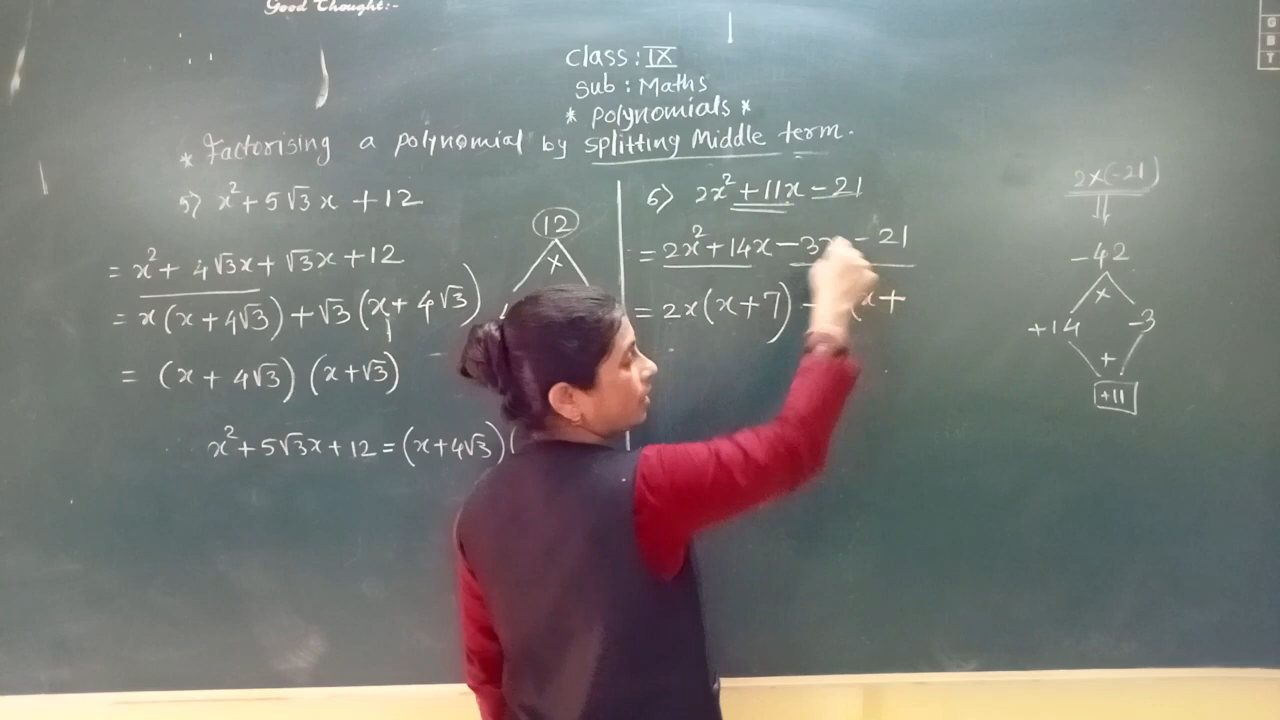 Good Thought:-
G
B
T
Class : IX
Sub : Maths
* Polynomials *
* Factorising a polynomial by splitting Middle term.
5) x² + 5√3 x + 12
= x² + 4√3x + √3x + 12
= x(x + 4√3) + √3(x + 4√3)
= (x + 4√3) (x + √3)
x² + 5√3x + 12 = (x + 4√3)(
12
×
6) 2x² + 11x - 21
= 2x² + 14x - 3x - 21
= 2x(x + 7) - (x +
2×(-21)
-42
×
+14 -3
+
+11